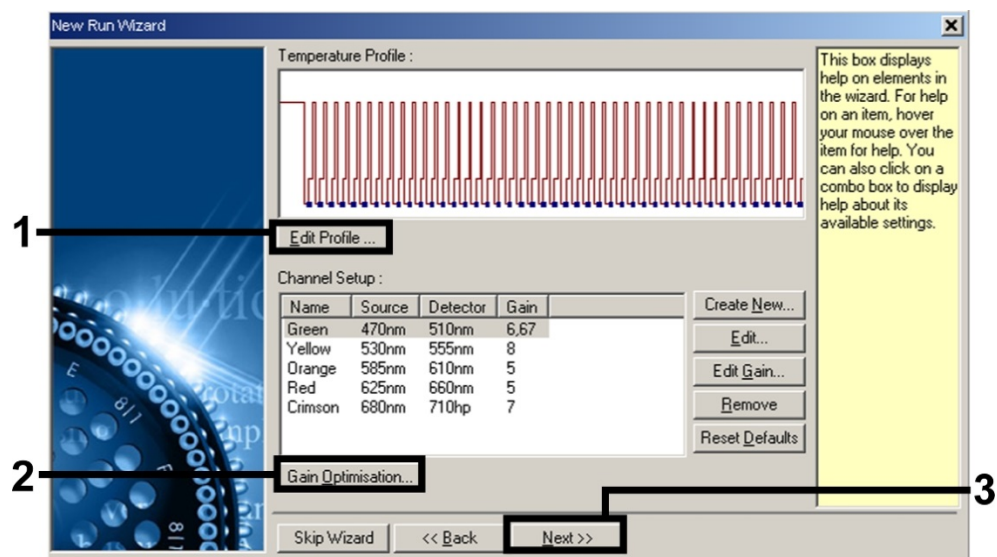 New Run Wizard
Temperature Profile :
1
Edit Profile ...
Channel Setup :
Name Source Detector Gain
Green 470nm 510nm 6,67
Yellow 530nm 555nm 8
Orange 585nm 610nm 5
Red 625nm 660nm 5
Crimson 680nm 710hp 7
Create New...
Edit...
Edit Gain...
Remove
Reset Defaults
2
Gain Optimisation...
3
Skip Wizard
<< Back
Next >>
This box displays
help on elements in
the wizard. For help
on an item, hover
your mouse over the
item for help. You
can also click on a
combo box to display
help about its
available settings.